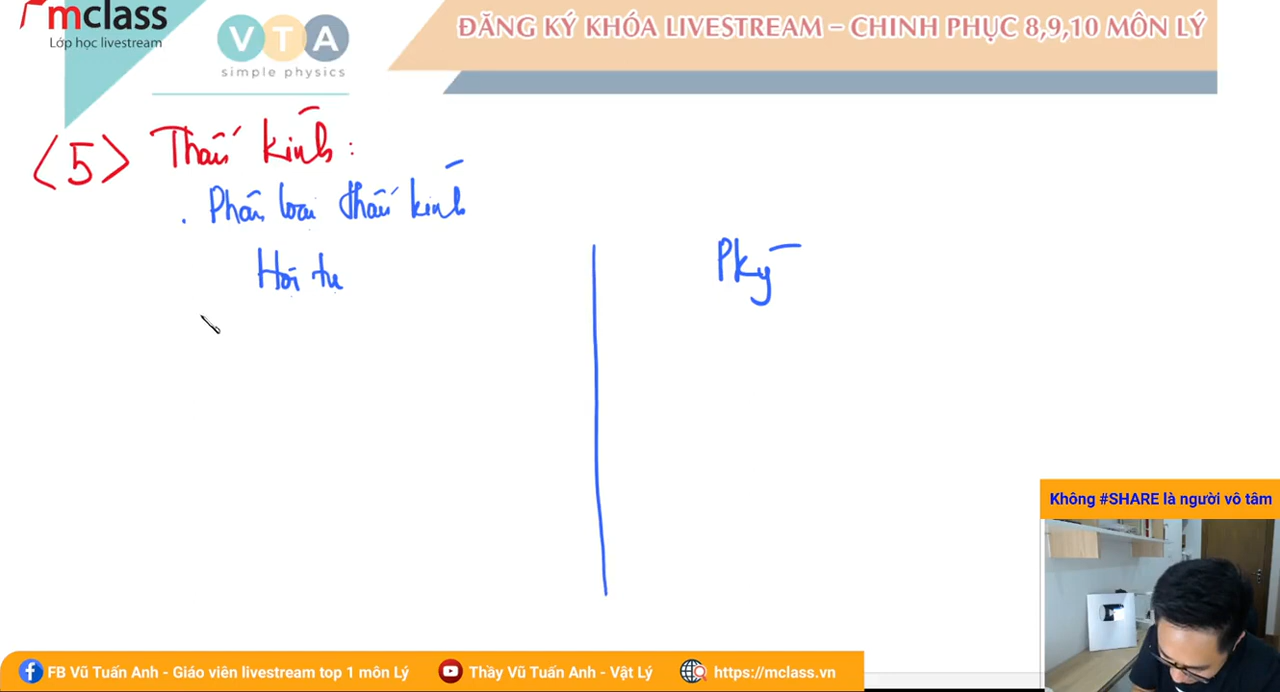 mclass
Lớp học livestream
VTA
simple physics
ĐĂNG KÝ KHÓA LIVESTREAM – CHINH PHỤC 8,9,10 MÔN LÝ
<5> Thấu kính:
. Phân loại thấu kính
Hội tụ
Pkỳ
Không #SHARE là người vô tâm
FB Vũ Tuấn Anh - Giáo viên livestream top 1 môn Lý
Thầy Vũ Tuấn Anh - Vật Lý
https://mclass.vn